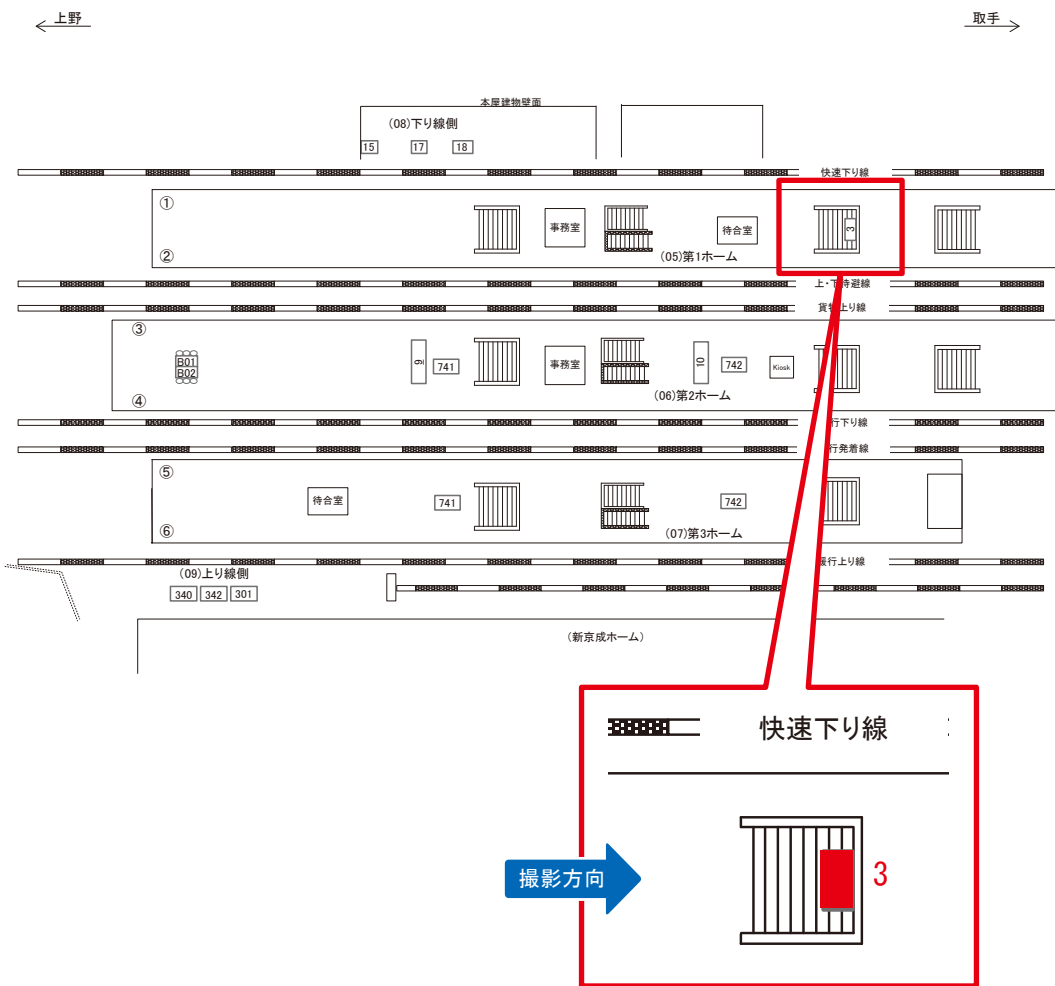 上野
取手
本屋建物壁面
(08)下り線側
15 17 18
快速下り線
①
事務室
待合室
3
②
(05)第1ホーム
上・下待避線
貨物上り線
③
B01
B02
9
741
事務室
10
742
Kiosk
④
(06)第2ホーム
行下り線
行発着線
⑤
待合室
741
742
⑥
(07)第3ホーム
緩行上り線
(09)上り線側
340 342 301
(新京成ホーム)
快速下り線
撮影方向
3